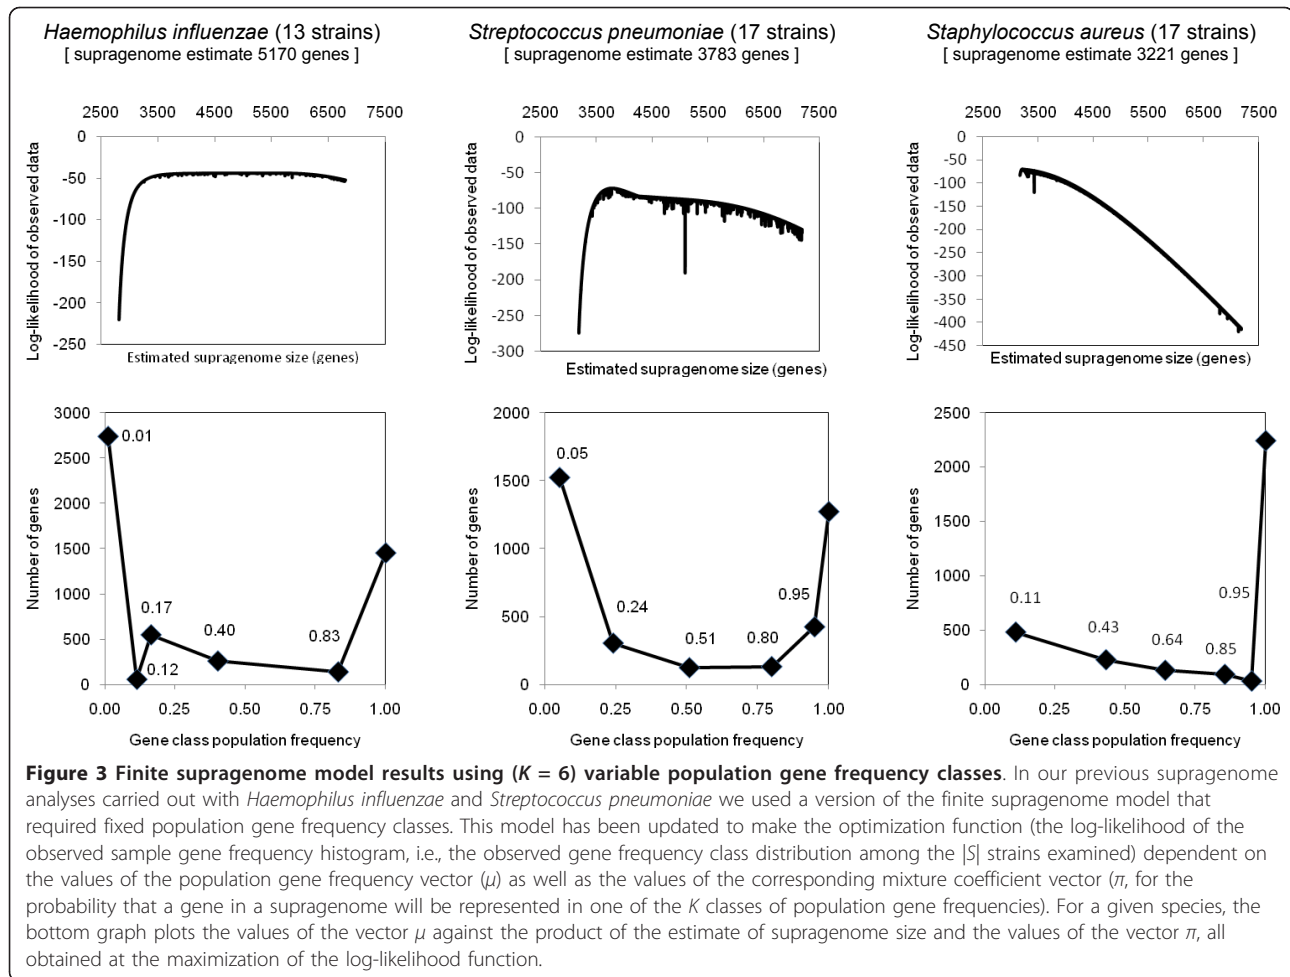 Haemophilus influenzae (13 strains)
[ supragenome estimate 5170 genes ]
2500 3500 4500 5500 6500 7500
0
-50
-100
-150
-200
-250
Log-likelihood of observed data
Estimated supragenome size (genes)
Streptococcus pneumoniae (17 strains)
[ supragenome estimate 3783 genes ]
2500 3500 4500 5500 6500 7500
0
-50
-100
-150
-200
-250
-300
Log-likelihood of observed data
Estimated supragenome size (genes)
Staphylococcus aureus (17 strains)
[ supragenome estimate 3221 genes ]
2500 3500 4500 5500 6500 7500
0
-50
-100
-150
-200
-250
-300
-350
-400
-450
Log-likelihood of observed data
Estimated supragenome size (genes)
3000
2500
2000
1500
1000
500
0
Number of genes
0.01
0.12
0.17
0.40
0.83
0.00 0.25 0.50 0.75 1.00
Gene class population frequency
2000
1500
1000
500
0
Number of genes
0.05
0.24
0.51
0.80
0.95
0.00 0.25 0.50 0.75 1.00
Gene class population frequency
2500
2000
1500
1000
500
0
Number of genes
0.11
0.43
0.64
0.85
0.95
0.00 0.25 0.50 0.75 1.00
Gene class population frequency
Figure 3 Finite supragenome model results using (K = 6) variable population gene frequency classes. In our previous supragenome
analyses carried out with Haemophilus influenzae and Streptococcus pneumoniae we used a version of the finite supragenome model that
required fixed population gene frequency classes. This model has been updated to make the optimization function (the log-likelihood of the
observed sample gene frequency histogram, i.e., the observed gene frequency class distribution among the |S| strains examined) dependent on
the values of the population gene frequency vector (μ) as well as the values of the corresponding mixture coefficient vector (π, for the
probability that a gene in a supragenome will be represented in one of the K classes of population gene frequencies). For a given species, the
bottom graph plots the values of the vector μ against the product of the estimate of supragenome size and the values of the vector π, all
obtained at the maximization of the log-likelihood function.